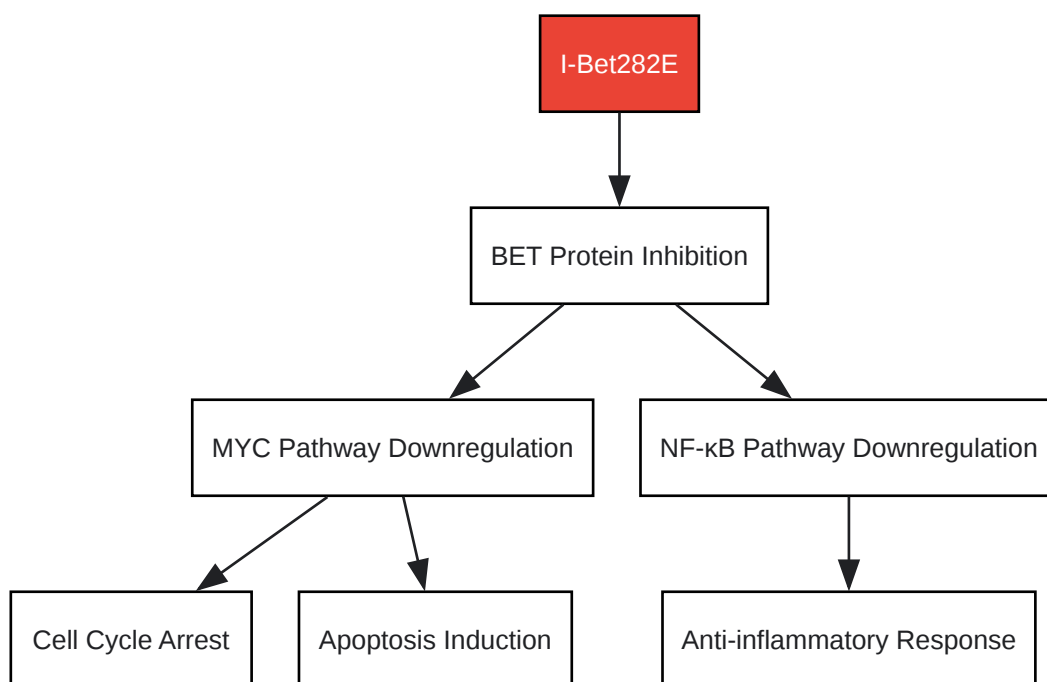 I-Bet282E
BET Protein Inhibition
MYC Pathway Downregulation
NF-κB Pathway Downregulation
Cell Cycle Arrest
Apoptosis Induction
Anti-inflammatory Response